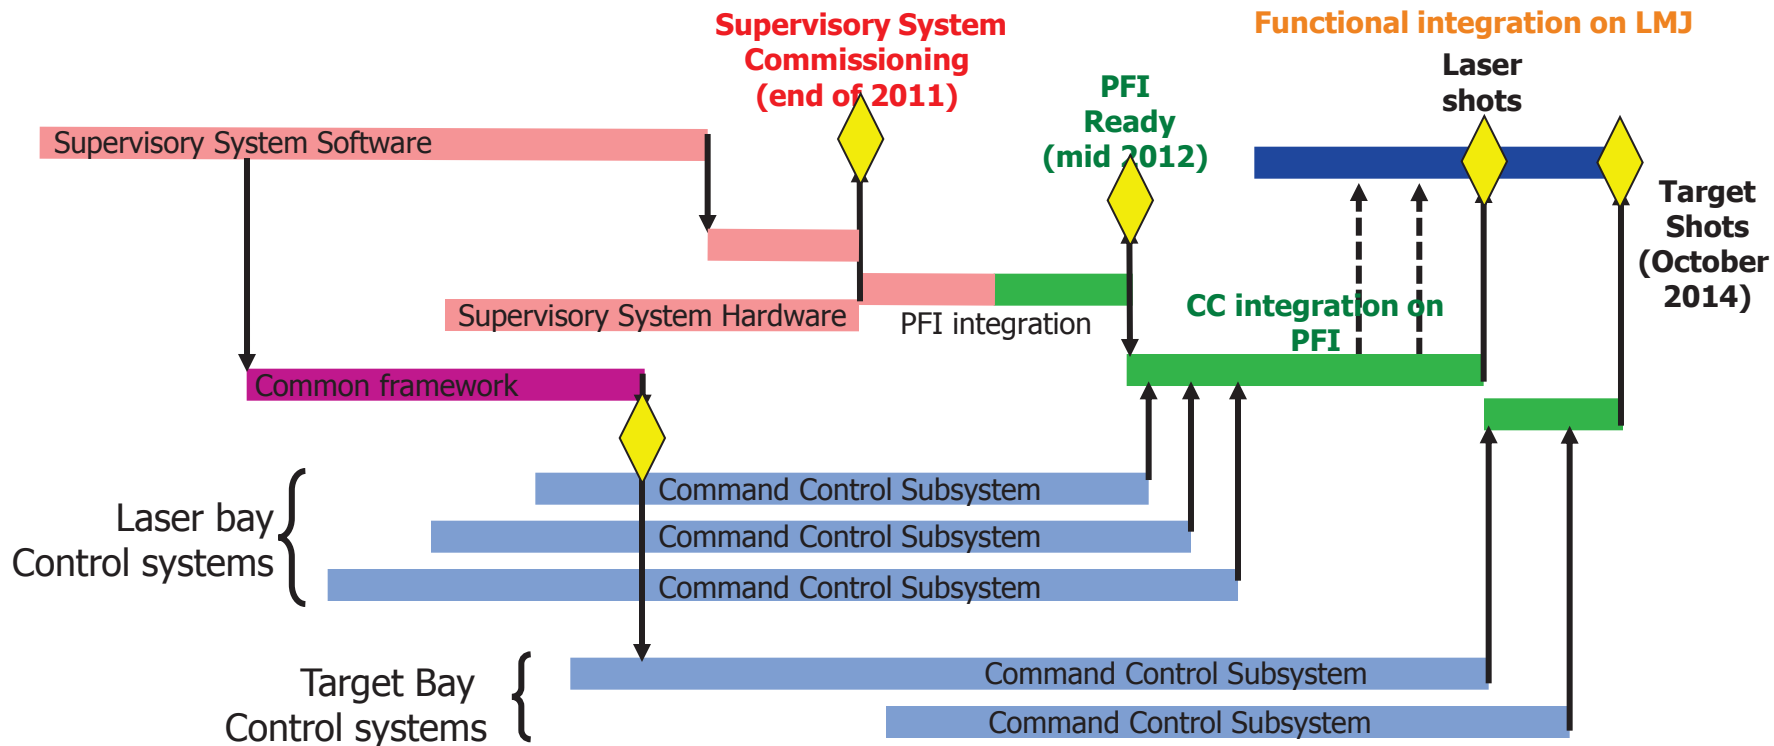 Supervisory System
Commissioning
(end of 2011)
Functional integration on LMJ
Laser
shots
PFI
Ready
(mid 2012)
Supervisory System Software
Target
Shots
(October
2014)
Supervisory System Hardware
PFI integration
CC integration on
PFI
Common framework
Laser bay
Control systems
Command Control Subsystem
Command Control Subsystem
Command Control Subsystem
Target Bay
Control systems
Command Control Subsystem
Command Control Subsystem